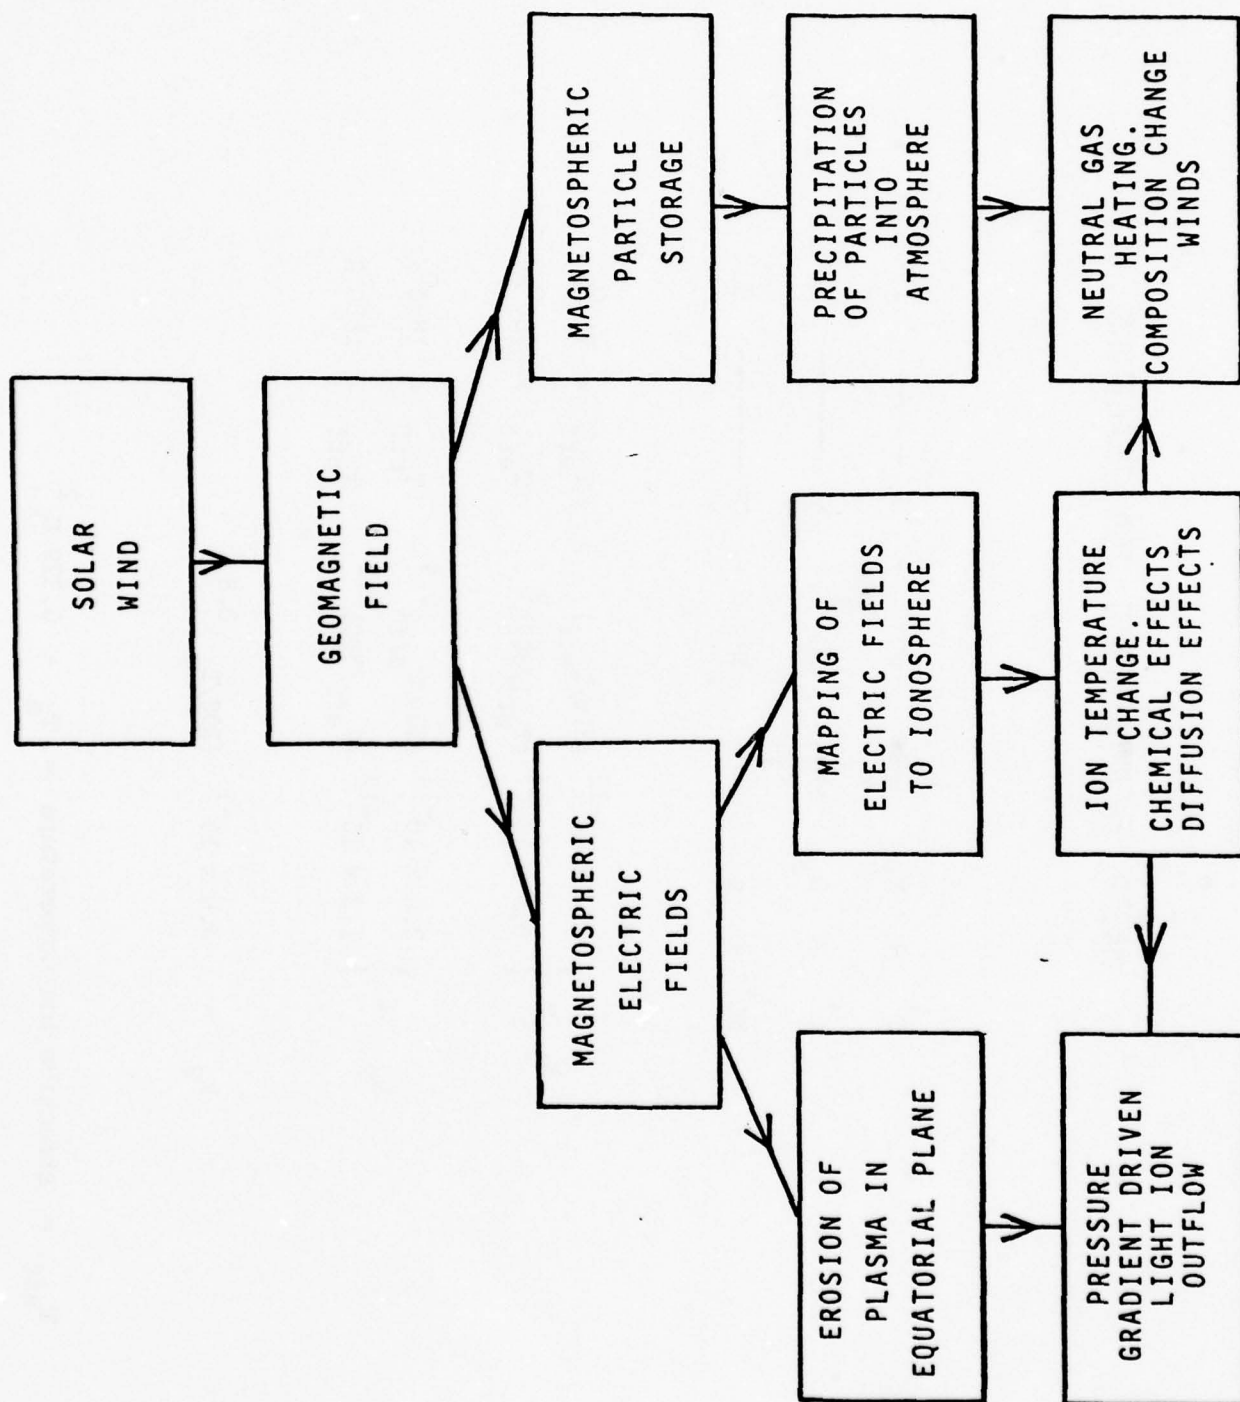 SOLAR
WIND
GEOMAGNETIC
FIELD
MAGNETOSPHERIC
ELECTRIC
FIELDS
MAGNETOSPHERIC
PARTICLE
STORAGE
EROSION OF
PLASMA IN
EQUATORIAL PLANE
MAPPING OF
ELECTRIC FIELDS
TO IONOSPHERE
PRECIPITATION
OF PARTICLES
INTO
ATMOSPHERE
PRESSURE
GRADIENT DRIVEN
LIGHT ION
OUTFLOW
ION TEMPERATURE
CHANGE.
CHEMICAL EFFECTS
DIFFUSION EFFECTS
NEUTRAL GAS
HEATING.
COMPOSITION CHANGE
WINDS